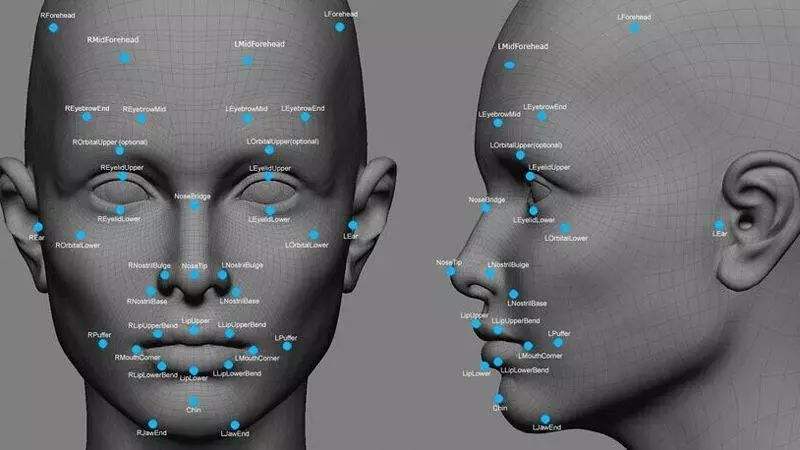 RForehead
LForehead
RMidForehead
LMidForehead
REyebrowEnd
REyebrowMid
LEyebrowMid
LEyebrowEnd
ROrbitalUpper(optional)
LOrbitalUpper(optional)
REyelidUpper
LEyelidUpper
NoseBridge
REyelidLower
LEyelidLower
REar
LEar
ROrbitalLower
LOrbitalLower
RNostrilBulge
NoseTip
LNostrilBulge
RNostrilBase
LNostrilBase
RLipUpperBend
LipUpper
LLipUpperBend
RPuffer
LPuffer
RMouthCorner
LMouthCorner
RLipLowerBend
LipLower
LLipLowerBend
Chin
RJawEnd
LJawEnd
LForehead
LMidForehead
LEyebrowEnd
LEyebrowMid
LOrbitalUpper(optional)
LEyelidUpper
NoseBridge
LEyelidLower
LOrbitalLower
LEar
NoseTip
LNostrilBulge
LNostrilBase
LipUpper
LLipUpperBend
LPuffer
LMouthCorner
LipLower
LLipLowerBend
Chin
LJawEnd